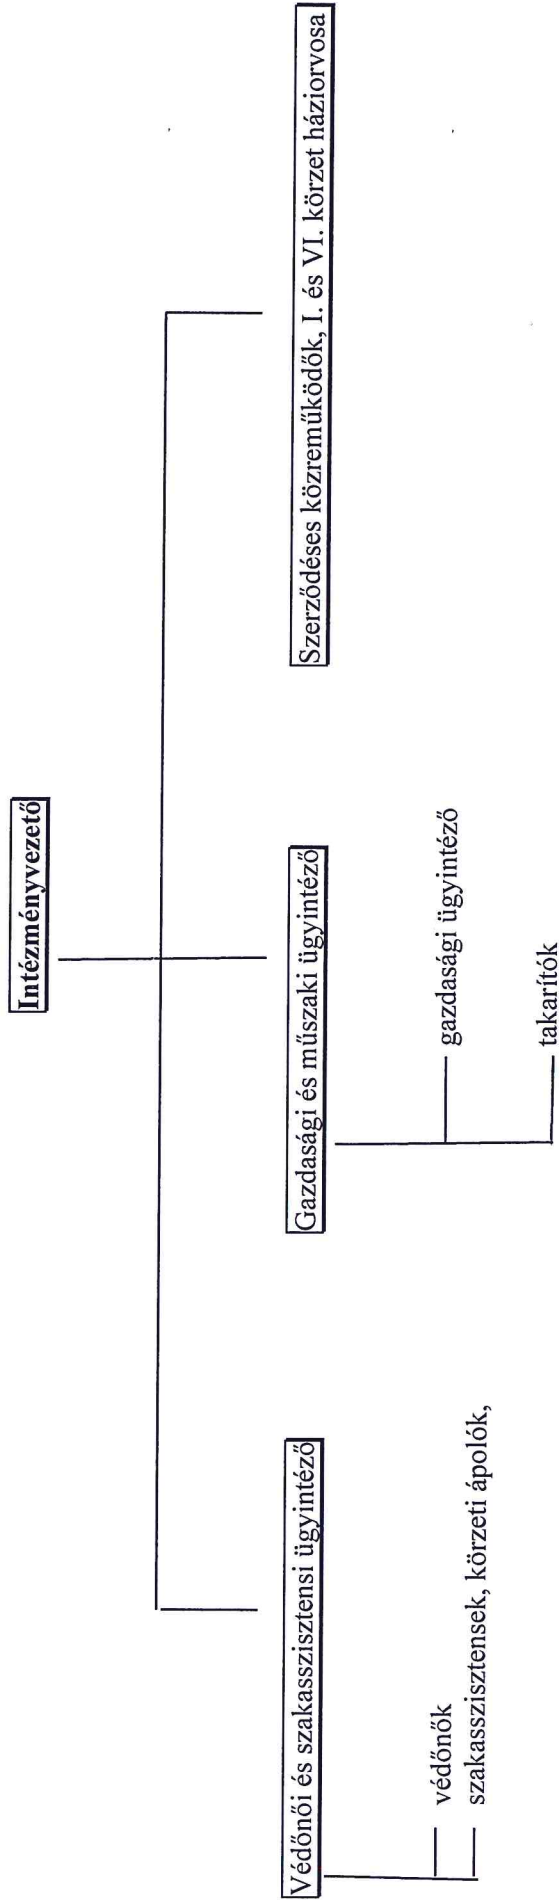 Intézményvezető
Védőnői és szakasszisztensi ügyintéző
védőnők
szakasszisztensek, körzeti ápolók,
Gazdasági és műszaki ügyintéző
gazdasági ügyintéző
takarítók
Szerződéses közreműködők, I. és VI. körzet háziorvosa